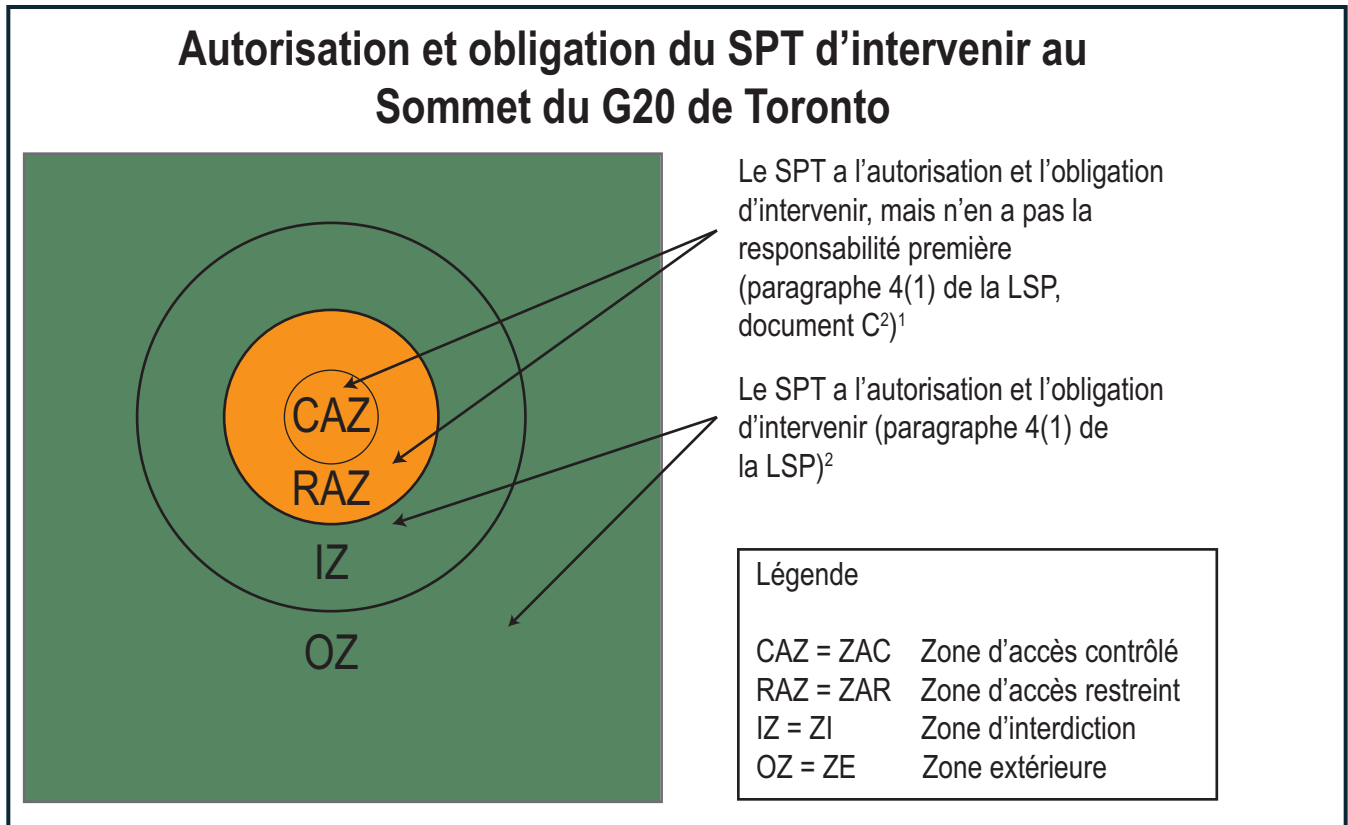 Autorisation et obligation du SPT d’intervenir au
Sommet du G20 de Toronto
Le SPT a l’autorisation et l’obligation
d’intervenir, mais n’en a pas la
responsabilité première
(paragraphe 4(1) de la LSP,
document C²)¹
Le SPT a l’autorisation et l’obligation
d’intervenir (paragraphe 4(1) de
la LSP)²
CAZ
RAZ
IZ
OZ
Légende
CAZ = ZAC Zone d’accès contrôlé
RAZ = ZAR Zone d’accès restreint
IZ = ZI Zone d’interdiction
OZ = ZE Zone extérieure